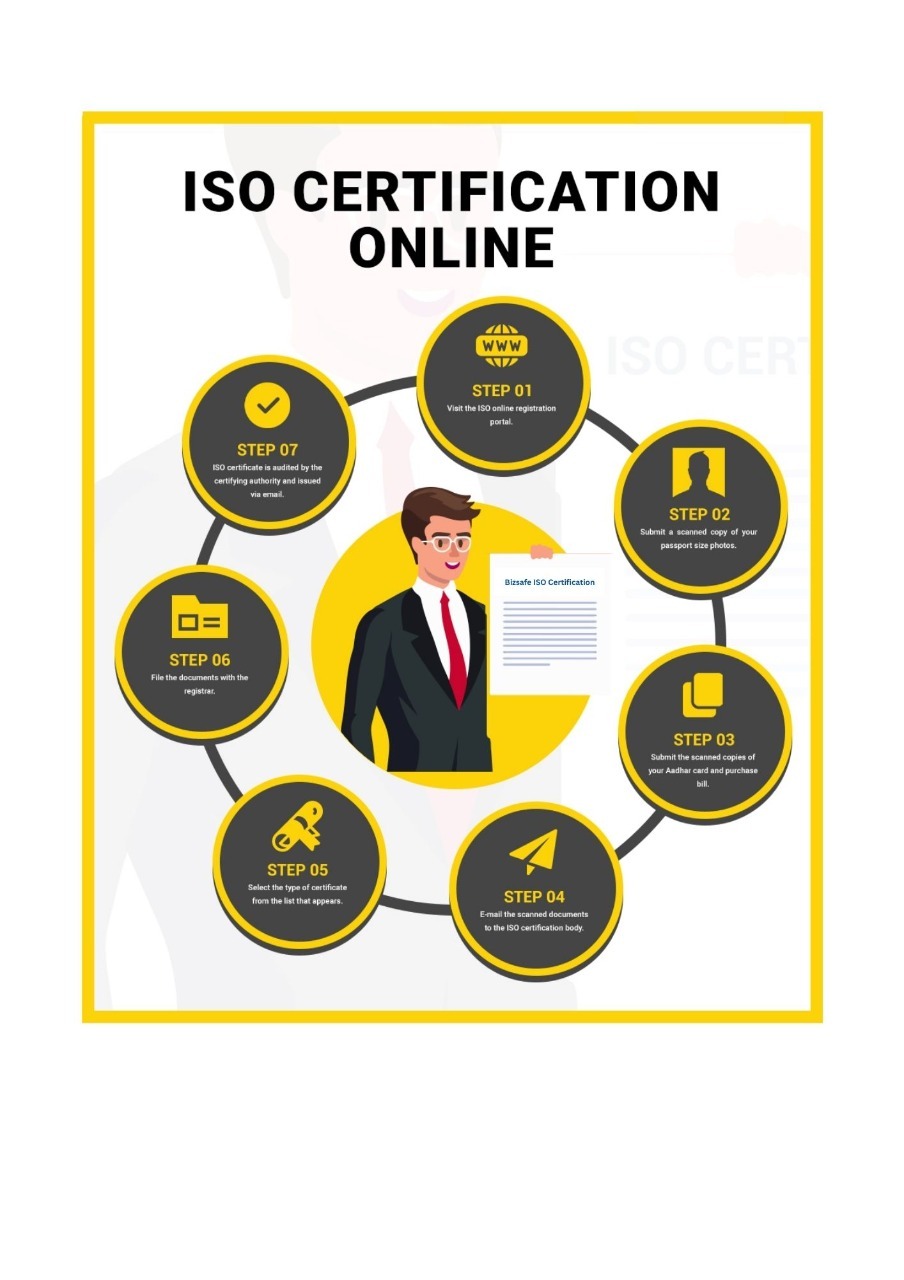 ISO CERTIFICATION
ONLINE
ISO CERT
WWW
STEP 01
Visit the ISO online registration
portal.
STEP 02
Submit a scanned copy of your
passport size photos.
STEP 03
Submit the scanned copies of
your Aadhar card and purchase
bill.
STEP 04
E-mail the scanned documents
to the ISO certification body.
STEP 05
Select the type of certificate
from the list that appears.
STEP 06
File the documents with the
registrar.
STEP 07
ISO certificate is audited by the
certifying authority and issued
via email.
Bizsafe ISO Certification